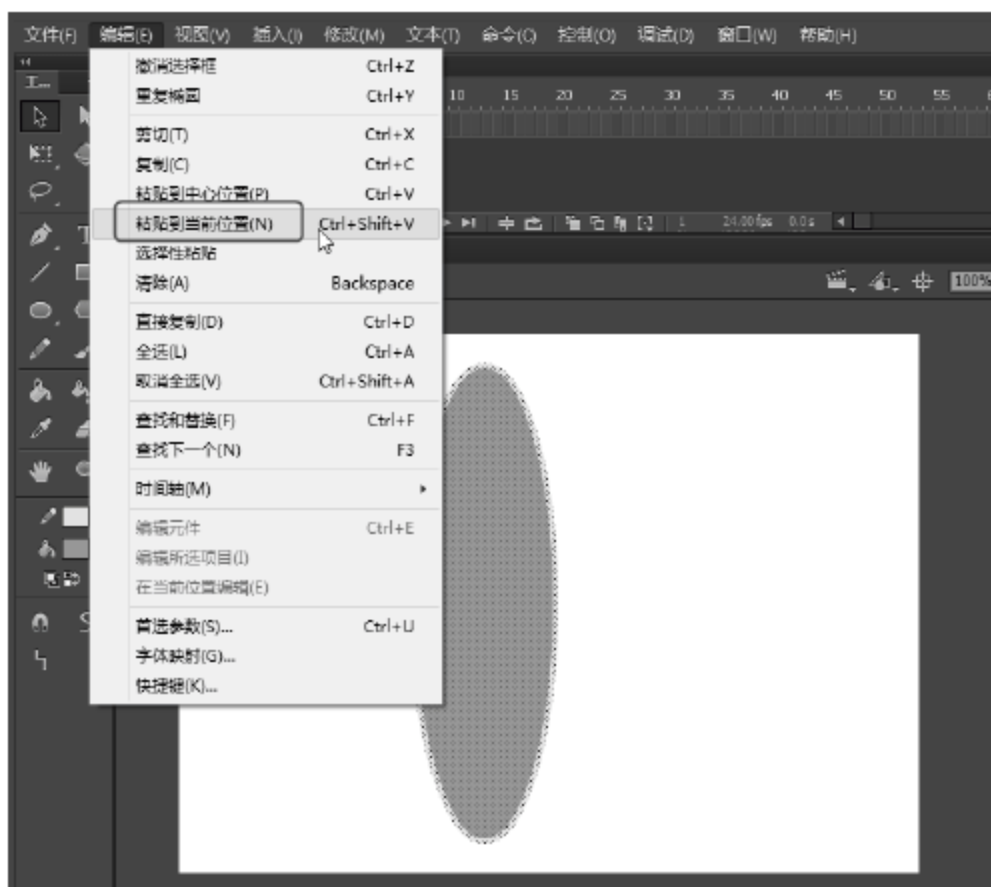 文件(F) 编辑(E) 视图(V) 插入(I) 修改(M) 文本(T) 命令(C) 控制(O) 调试(D) 窗口(W) 帮助(H)
工...
撤消选择框 Ctrl+Z
重复椭圆 Ctrl+Y
10 15 20 25 30 35 40 45 50 55
剪切(T) Ctrl+X
复制(C) Ctrl+C
粘贴到中心位置(P) Ctrl+V
粘贴到当前位置(N) Ctrl+Shift+V
1 24.00 fps 0.0 s
选择性粘贴
清除(A) Backspace
100%
直接复制(D) Ctrl+D
全选(L) Ctrl+A
取消全选(V) Ctrl+Shift+A
查找和替换(F) Ctrl+F
查找下一个(N) F3
时间轴(M)
编辑元件 Ctrl+E
编辑所选项目(I)
在当前位置编辑(E)
首选参数(S)... Ctrl+U
字体映射(G)...
快捷键(K)...